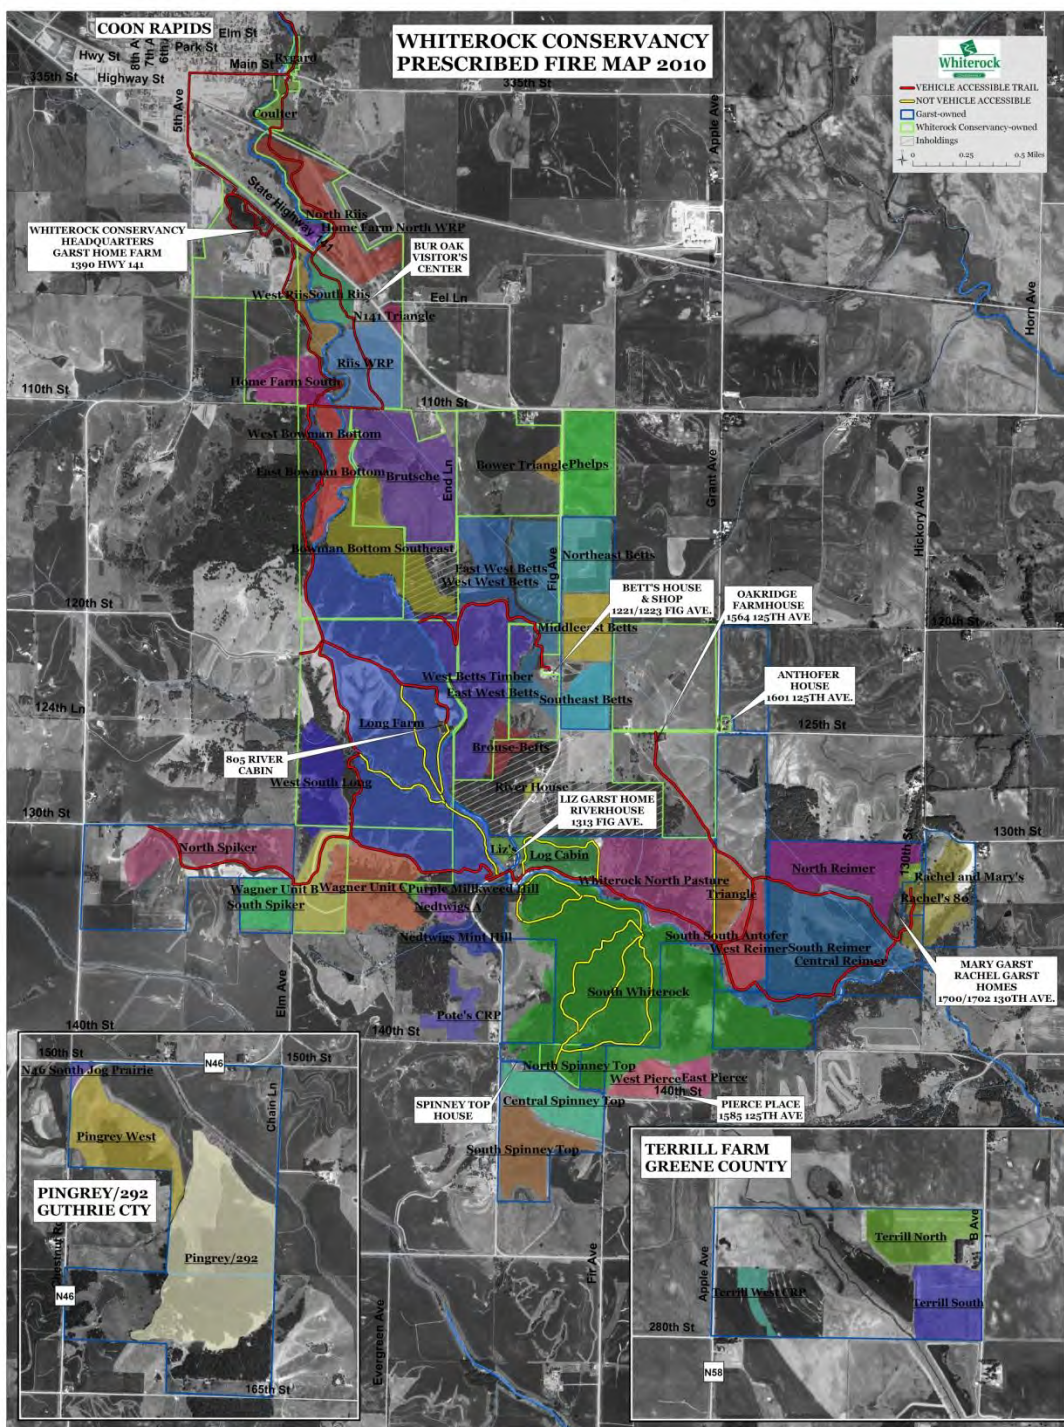 COON RAPIDS
WHITEROCK CONSERVANCY
PRESCRIBED FIRE MAP 2010
Whiterock
VEHICLE ACCESSIBLE TRAIL
NOT VEHICLE ACCESSIBLE
Garst-owned
Whiterock Conservancy-owned
Inholdings
0 0.25 0.5 Miles
Elm St
Park St
Hwy St
8th Av
7th A
6th
Main St
Highway St
335th St
335th St
5th Ave
Apple Ave
Rygard
Coulter
State Highway 141
North Riis
Home Farm North WRP
WHITEROCK CONSERVANCY
HEADQUARTERS
GARST HOME FARM
1390 HWY 141
BUR OAK
VISITOR'S
CENTER
West Riis
South Riis
Eel Ln
N141 Triangle
Horn Ave
Riis WRP
Home Farm South
110th St
110th St
West Bowman Bottom
East Bowman Bottom
Brutsche
End Ln
Bower Triangle
Phelps
Grant Ave
Hickory Ave
Bowman Bottom Southeast
East West Betts
West West Betts
Fig Ave
Northeast Betts
BETT'S HOUSE
& SHOP
1221/1223 FIG AVE.
OAKRIDGE
FARMHOUSE
1564 125TH AVE
120th St
120th St
Middleeast Betts
West Betts Timber
East West Betts
Southeast Betts
ANTHOFER
HOUSE
1601 125TH AVE.
124th Ln
125th St
Long Farm
805 RIVER
CABIN
Brouse-Betts
West South Long
River House
LIZ GARST HOME
RIVERHOUSE
1313 FIG AVE.
130th St
130th St
130th St
North Spiker
Liz's
Log Cabin
North Reimer
Rachel and Mary's
Rachel's 80
Wagner Unit B
Wagner Unit C
Purple Milkweed Hill
Whiterock North Pasture
Triangle
South Spiker
Nedtwigs A
Nedtwigs Mint Hill
South South Antofer
West Reimer
South Reimer
Central Reimer
MARY GARST
RACHEL GARST
HOMES
1700/1702 130TH AVE.
Elm Ave
South Whiterock
Pote's CRP
140th St
140th St
North Spinney Top
West Pierce
East Pierce
140th St
SPINNEY TOP
HOUSE
Central Spinney Top
PIERCE PLACE
1585 125TH AVE
South Spinney Top
Evergreen Ave
Fir Ave
150th St
N46
150th St
N46 South Jog Prairie
Chain Ln
Pingrey West
PINGREY/292
GUTHRIE CTY
Chestnut Rd
Pingrey/292
N46
165th St
TERRILL FARM
GREENE COUNTY
Terrill North
B Ave
Apple Ave
Terrill West CRP
Terrill South
280th St
N58